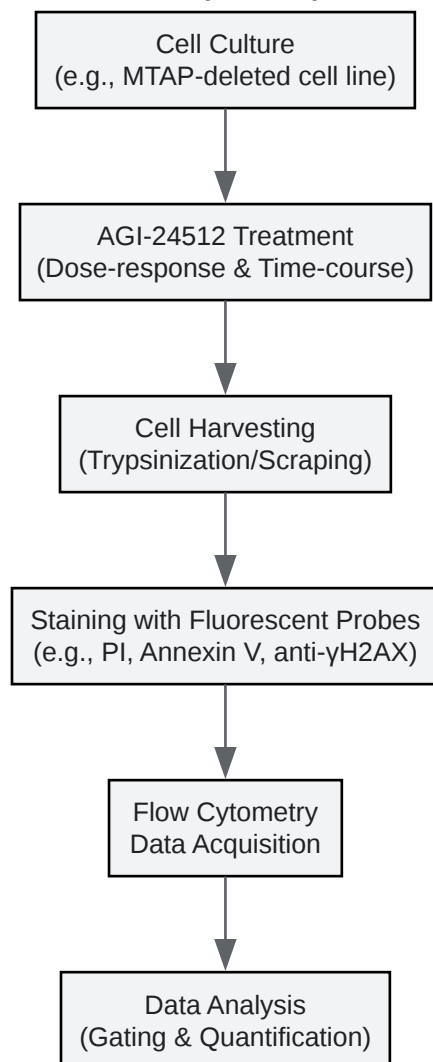 Cell Culture
(e.g., MTAP-deleted cell line)
AGI-24512 Treatment
(Dose-response & Time-course)
Cell Harvesting
(Trypsinization/Scraping)
Staining with Fluorescent Probes
(e.g., PI, Annexin V, anti-γH2AX)
Flow Cytometry
Data Acquisition
Data Analysis
(Gating & Quantification)